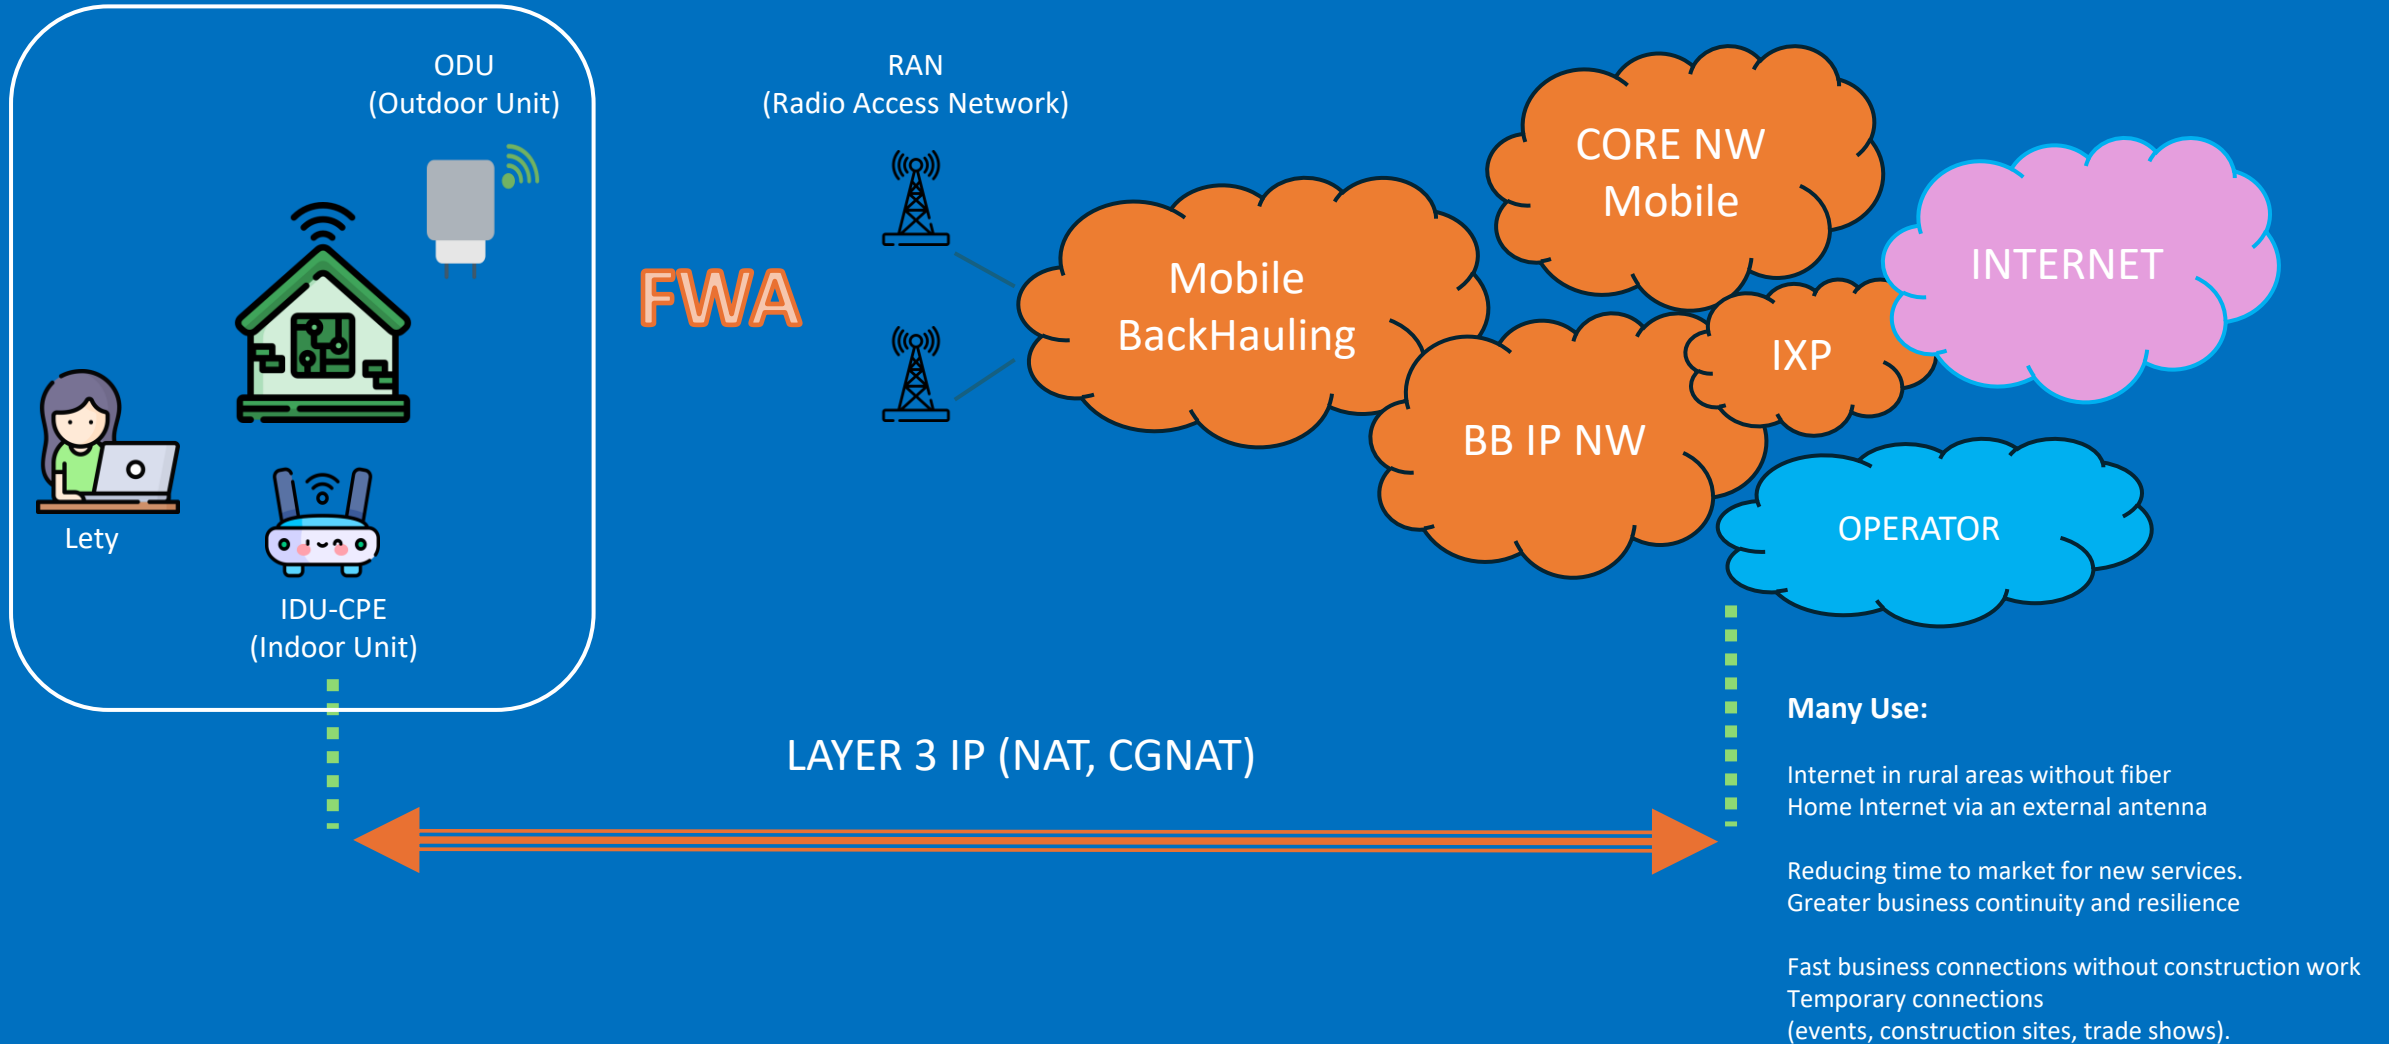 ODU
(Outdoor Unit)
RAN
(Radio Access Network)
CORE NW
Mobile
INTERNET
FWA
Mobile
BackHauling
IXP
BB IP NW
OPERATOR
Lety
IDU-CPE
(Indoor Unit)
LAYER 3 IP (NAT, CGNAT)
Many Use:
Internet in rural areas without fiber
Home Internet via an external antenna
Reducing time to market for new services.
Greater business continuity and resilience
Fast business connections without construction work
Temporary connections
(events, construction sites, trade shows).